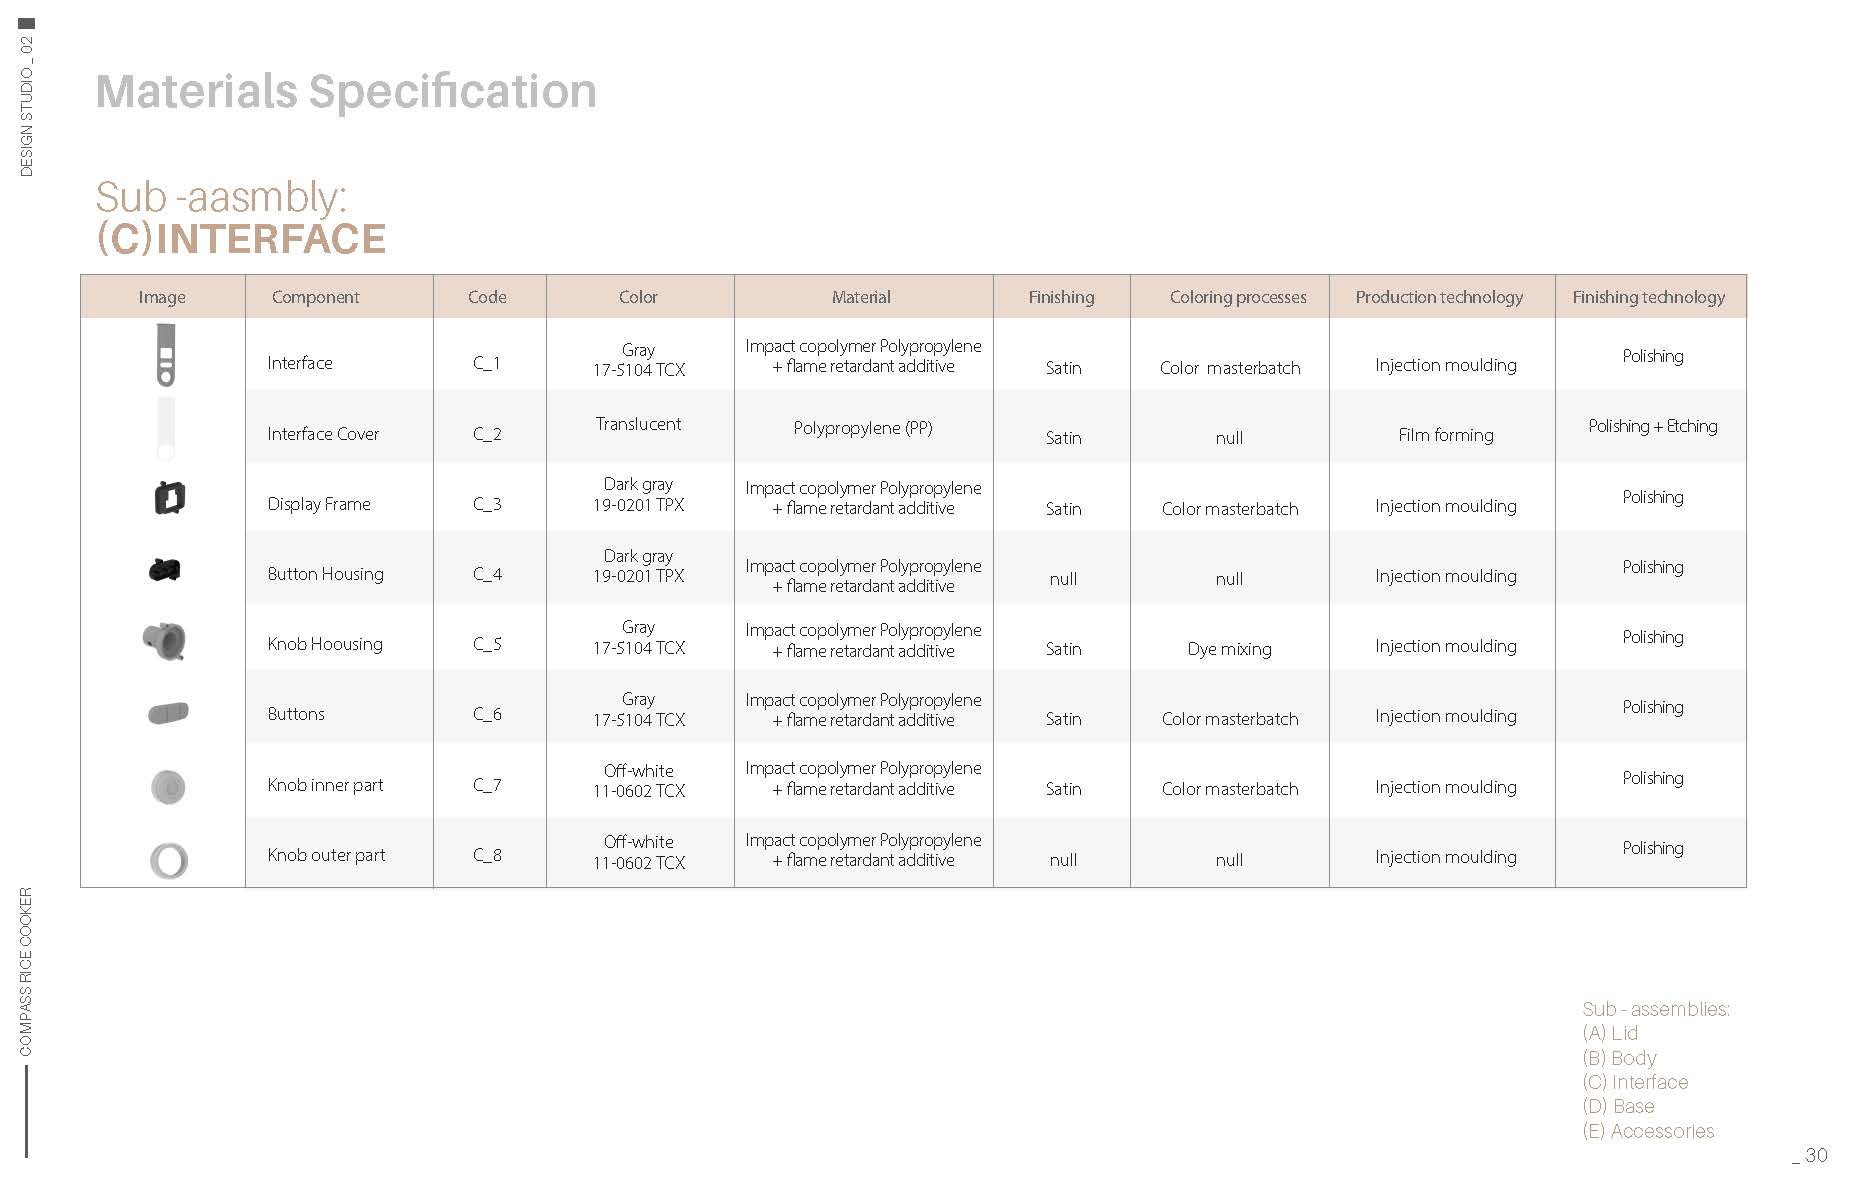 DESIGN STUDIO _ 02
Materials Specification
Sub -aasmbly:
(C)INTERFACE
Image Component Code Color Material Finishing Coloring processes Production technology Finishing technology
Interface C_1 Gray 17-5104 TCX Impact copolymer Polypropylene + flame retardant additive Satin Color masterbatch Injection moulding Polishing
Interface Cover C_2 Translucent Polypropylene (PP) Satin null Film forming Polishing + Etching
Display Frame C_3 Dark gray 19-0201 TPX Impact copolymer Polypropylene + flame retardant additive Satin Color masterbatch Injection moulding Polishing
Button Housing C_4 Dark gray 19-0201 TPX Impact copolymer Polypropylene + flame retardant additive null null Injection moulding Polishing
Knob Hoousing C_5 Gray 17-5104 TCX Impact copolymer Polypropylene + flame retardant additive Satin Dye mixing Injection moulding Polishing
Buttons C_6 Gray 17-5104 TCX Impact copolymer Polypropylene + flame retardant additive Satin Color masterbatch Injection moulding Polishing
Knob inner part C_7 Off-white 11-0602 TCX Impact copolymer Polypropylene + flame retardant additive Satin Color masterbatch Injection moulding Polishing
Knob outer part C_8 Off-white 11-0602 TCX Impact copolymer Polypropylene + flame retardant additive null null Injection moulding Polishing
COMPASS RICE COOKER
Sub - assemblies:
(A) Lid
(B) Body
(C) Interface
(D) Base
(E) Accessories
_ 30